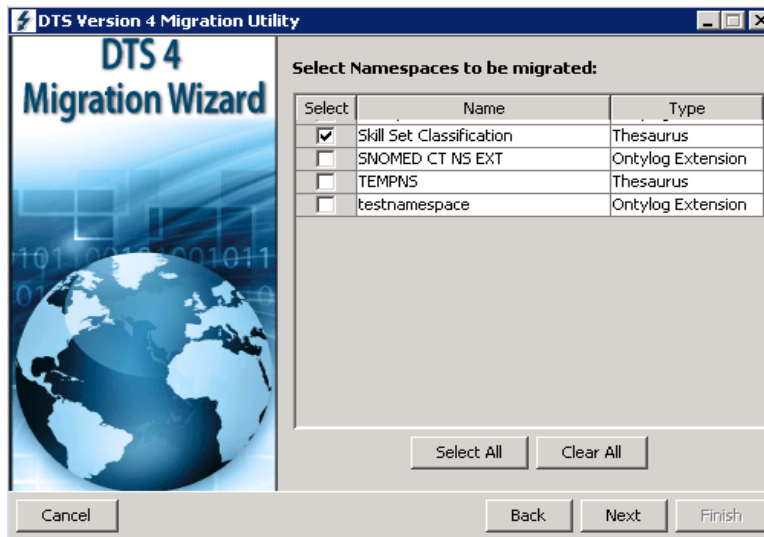 DTS Version 4 Migration Utility
DTS 4
Migration Wizard
Select Namespaces to be migrated:
Select Name Type
Skill Set Classification Thesaurus
SNOMED CT NS EXT Ontylog Extension
TEMPNS Thesaurus
testnamespace Ontylog Extension
Select All Clear All
Cancel Back Next Finish